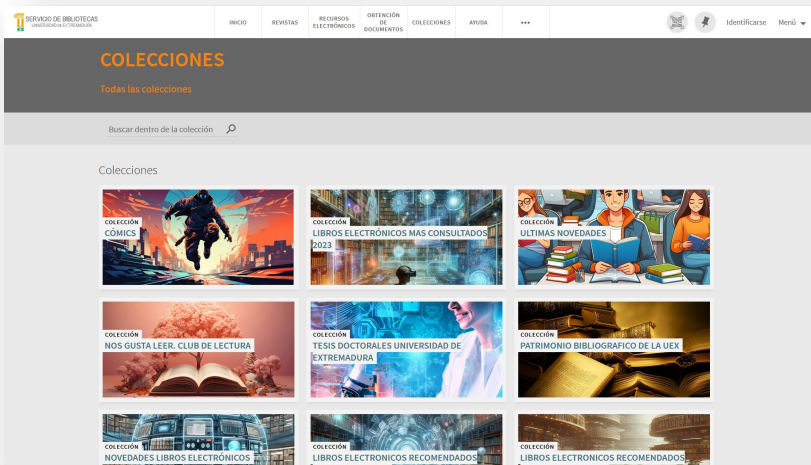 SERVICIO DE BIBLIOTECAS
UNIVERSIDAD DE EXTREMADURA
INICIO
REVISTAS
RECURSOS
ELECTRÓNICOS
OBTENCIÓN
DE
DOCUMENTOS
COLECCIONES
AYUDA
Identificarse
Menú
COLECCIONES
Todas las colecciones
Buscar dentro de la colección
Colecciones
COLECCIÓN
CÓMICS
COLECCIÓN
LIBROS ELECTRÓNICOS MAS CONSULTADOS
2023
COLECCIÓN
ULTIMAS NOVEDADES
COLECCIÓN
NOS GUSTA LEER. CLUB DE LECTURA
COLECCIÓN
TESIS DOCTORALES UNIVERSIDAD DE
EXTREMADURA
COLECCIÓN
PATRIMONIO BIBLIOGRAFICO DE LA UEX
COLECCIÓN
NOVEDADES LIBROS ELECTRÓNICOS
COLECCIÓN
LIBROS ELECTRONICOS RECOMENDADOS
COLECCIÓN
LIBROS ELECTRONICOS RECOMENDADOS